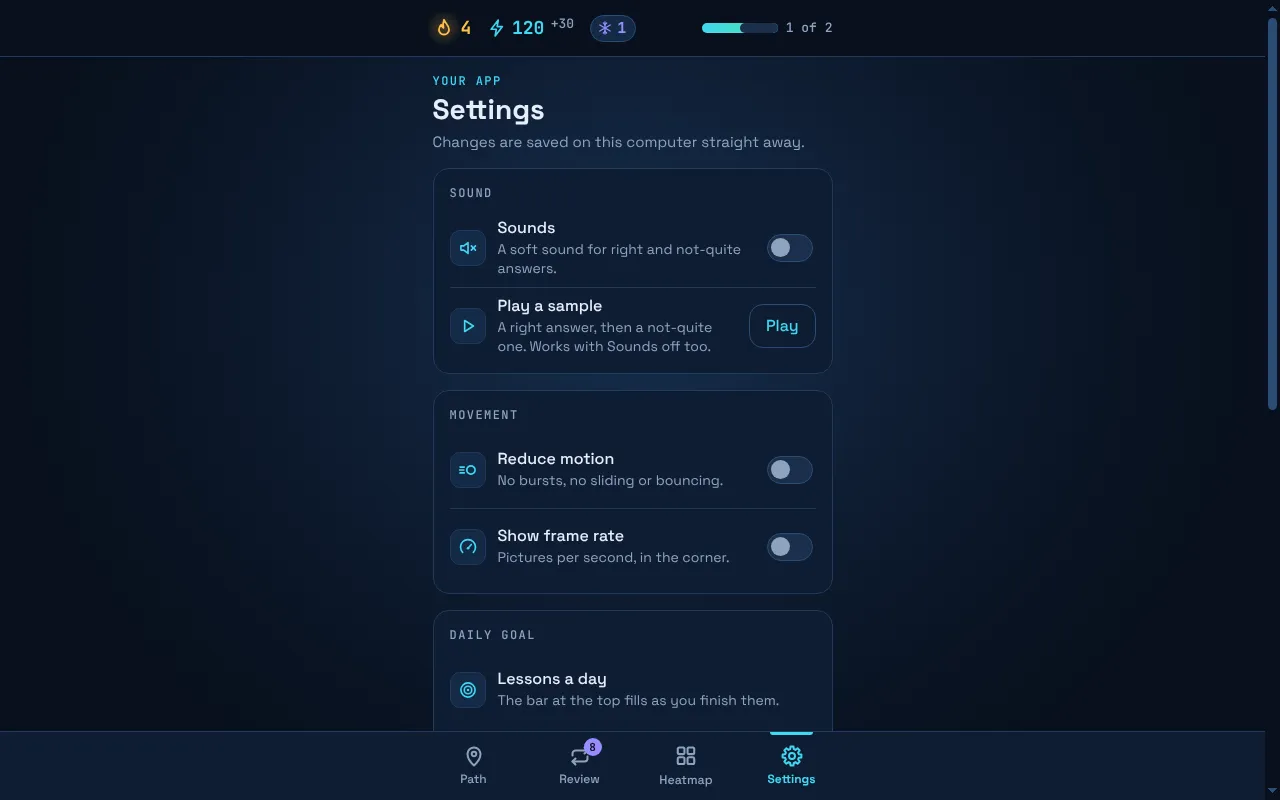 4 120 +30 1 1 of 2
YOUR APP
Settings
Changes are saved on this computer straight away.
SOUND
Sounds
A soft sound for right and not-quite
answers.
Play a sample
A right answer, then a not-quite
one. Works with Sounds off too.
Play
MOVEMENT
Reduce motion
No bursts, no sliding or bouncing.
Show frame rate
Pictures per second, in the corner.
DAILY GOAL
Lessons a day
The bar at the top fills as you finish them.
8
Path Review Heatmap Settings